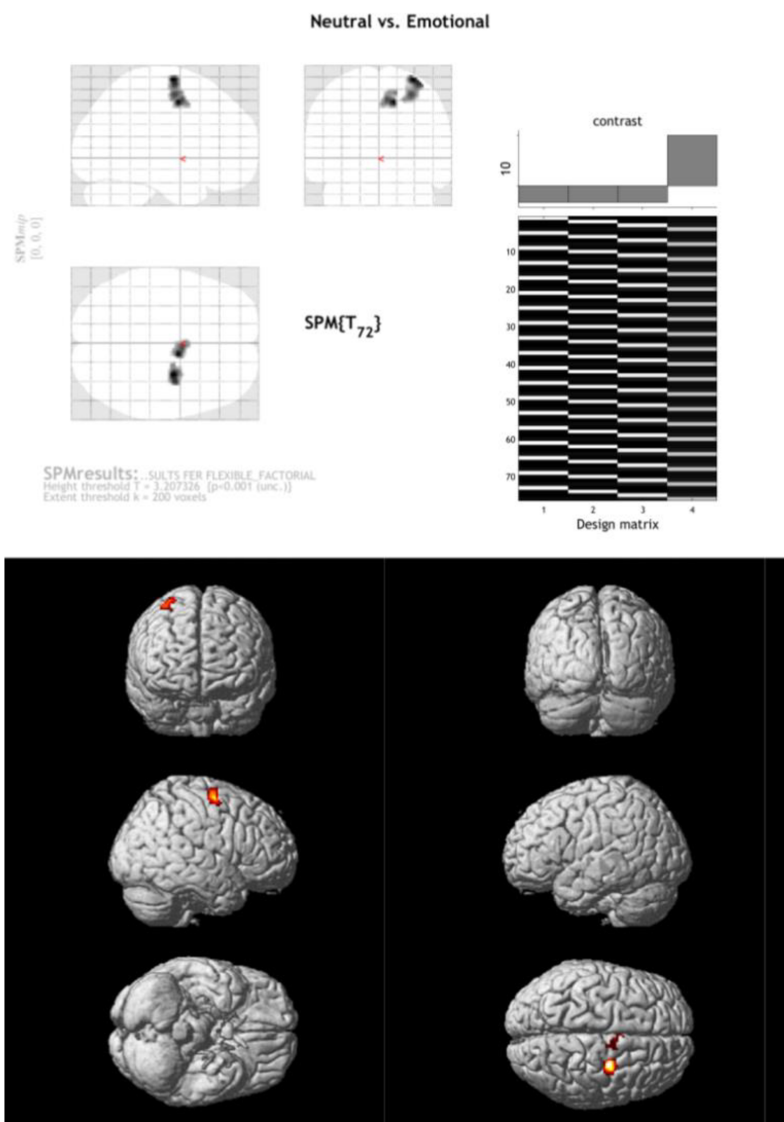 Neutral vs. Emotional
SPMmip
[0, 0, 0]
<
<
<
SPM{T72}
contrast
10
10
20
30
40
50
60
70
1 2 3 4
Design matrix
SPMresults: ..SULTS FER FLEXIBLE_FACTORIAL
Height threshold T = 3.207326 {p<0.001 (unc.)}
Extent threshold k = 200 voxels